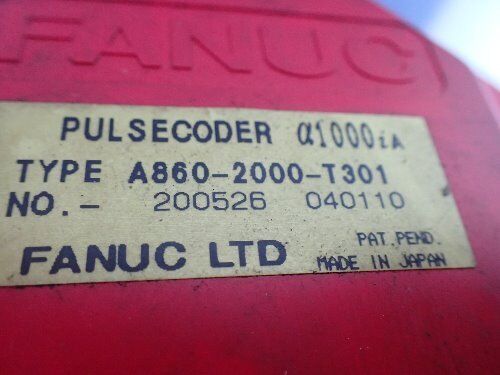 FANUC
PULSECODER α1000iA
TYPE A860-2000-T301
NO.- 200526 040110
PAT. PEND.
FANUC LTD MADE IN JAPAN